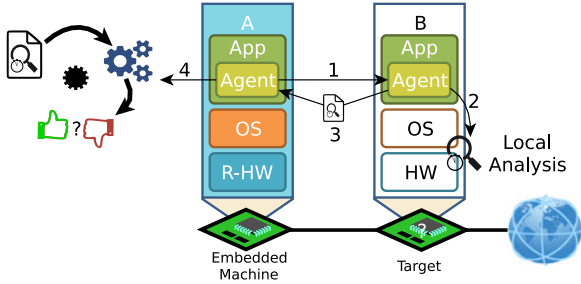 A
B
App
App
Agent
Agent
4
1
2
3
?
OS
OS
Local
Analysis
R-HW
HW
?
Embedded
Machine
Target